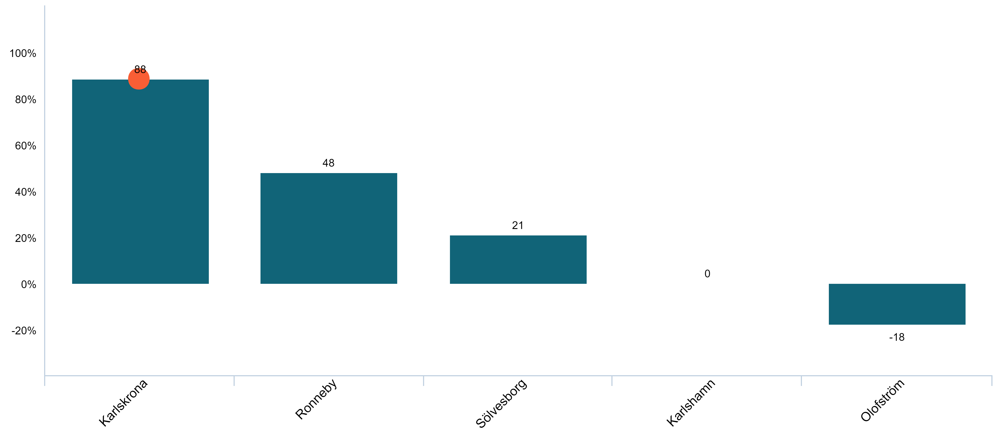 100%
80%
60%
40%
20%
0%
-20%
88
48
21
0
-18
Karlskrona
Ronneby
Sölvesborg
Karlshamn
Olofström